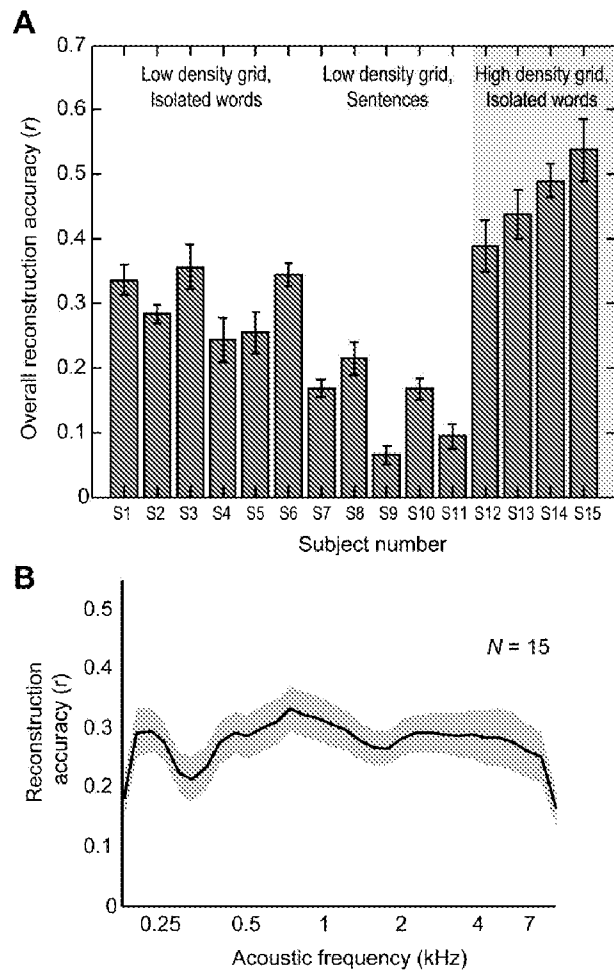 A
0.7
0.6
0.5
0.4
0.3
0.2
0.1
0
Overall reconstruction accuracy (r)
Low density grid,
Isolated words
Low density grid,
Sentences
High density grid,
Isolated words
S1 S2 S3 S4 S5 S6 S7 S8 S9 S10 S11 S12 S13 S14 S15
Subject number
B
0.5
0.4
0.3
0.2
0.1
0
Reconstruction
accuracy (r)
N = 15
0.25 0.5 1 2 4 7
Acoustic frequency (kHz)